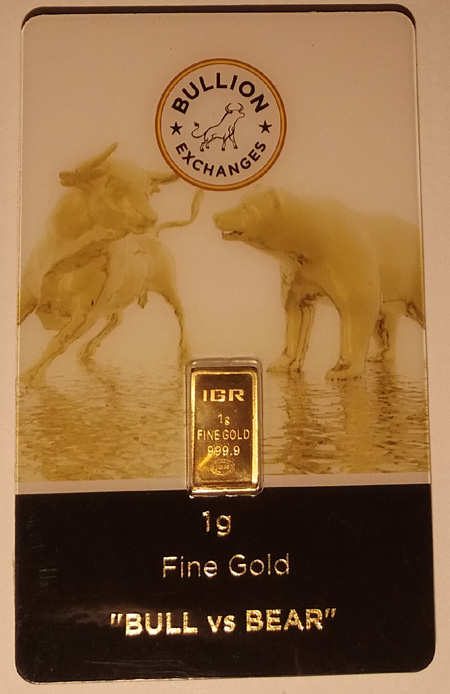 BULLION
EXCHANGES
IGR
1g
FINE GOLD
999.9
1g
Fine Gold
"BULL vs BEAR"